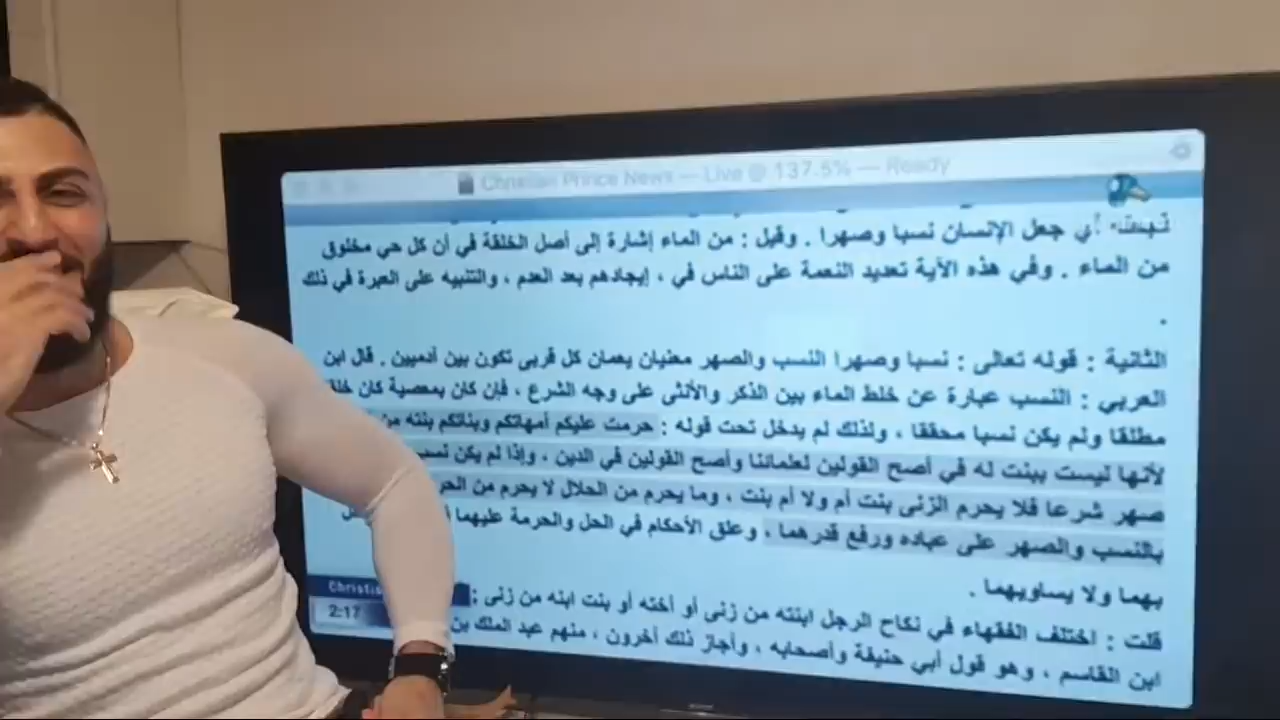 Christian Prince News — Live @ 137.5% — Ready
أي جعل الإنسان نسبا وصهرا . وقيل : من الماء إشارة إلى أصل الخلقة في أن كل حي مخلوق
من الماء . وفي هذه الآية تعديد النعمة على الناس في ، إيجادهم بعد العدم ، والتنبيه على العبرة في ذلك
.
الثانية : قوله تعالى : نسبا وصهرا النسب والصهر معنيان يعمان كل قربى تكون بين آدميين . قال ابن
العربي : النسب عبارة عن خلط الماء بين الذكر والأنثى على وجه الشرع ، فإن كان بمعصية كان
مطلقا ولم يكن نسبا محققا ، ولذلك لم يدخل تحت قوله : حرمت عليكم أمهاتكم وبناتكم بنته من
لأنها ليست ببنت له في أصح القولين لعلمائنا وأصح القولين في الدين ، وإذا لم يكن نسب
صهر شرعا فلا يحرم الزنى بنت أم ولا أم بنت ، وما يحرم من الحلال لا يحرم من
بالنسب والصهر على عباده ورفع قدرهما ، وعلق الأحكام في الحل والحرمة عليهما
بهما ولا يساويهما .
قلت : اختلف الفقهاء في نكاح الرجل ابنته من زنى أو أخته أو بنت ابنه من زنى :
ابن القاسم ، وهو قول أبي حنيفة وأصحابه ، وأجاز ذلك آخرون ، منهم عبد الملك بن
2:17